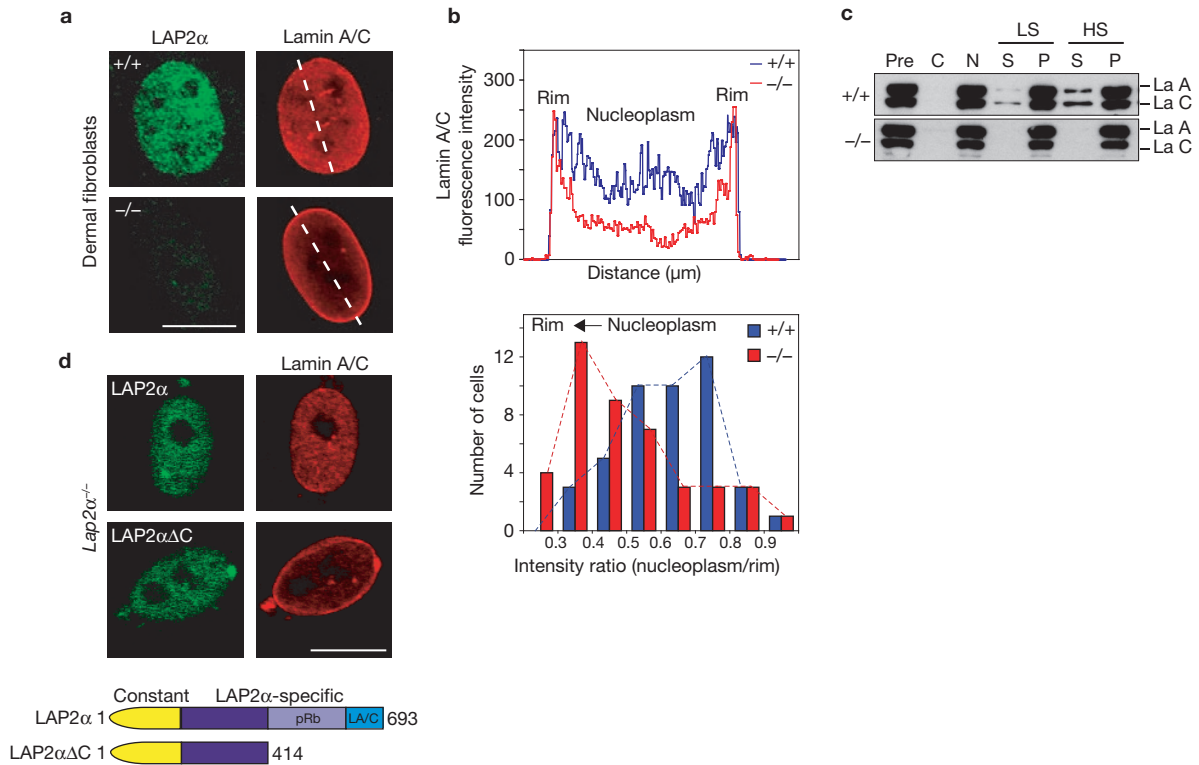 a
LAP2α Lamin A/C
+/+
–/–
Dermal fibroblasts
b
Lamin A/C fluorescence intensity
300
200
100
0
Rim Nucleoplasm Rim
+/+
–/–
Distance (µm)
Rim ← Nucleoplasm
+/+
–/–
Number of cells
12
8
4
0
0.3 0.4 0.5 0.6 0.7 0.8 0.9
Intensity ratio (nucleoplasm/rim)
c
LS HS
Pre C N S P S P
+/+ La A
La C
–/– La A
La C
d
Lamin A/C
LAP2α
LAP2αΔC
Lap2α–/–
Constant LAP2α-specific
LAP2α 1 pRb LA/C 693
LAP2αΔC 1 414